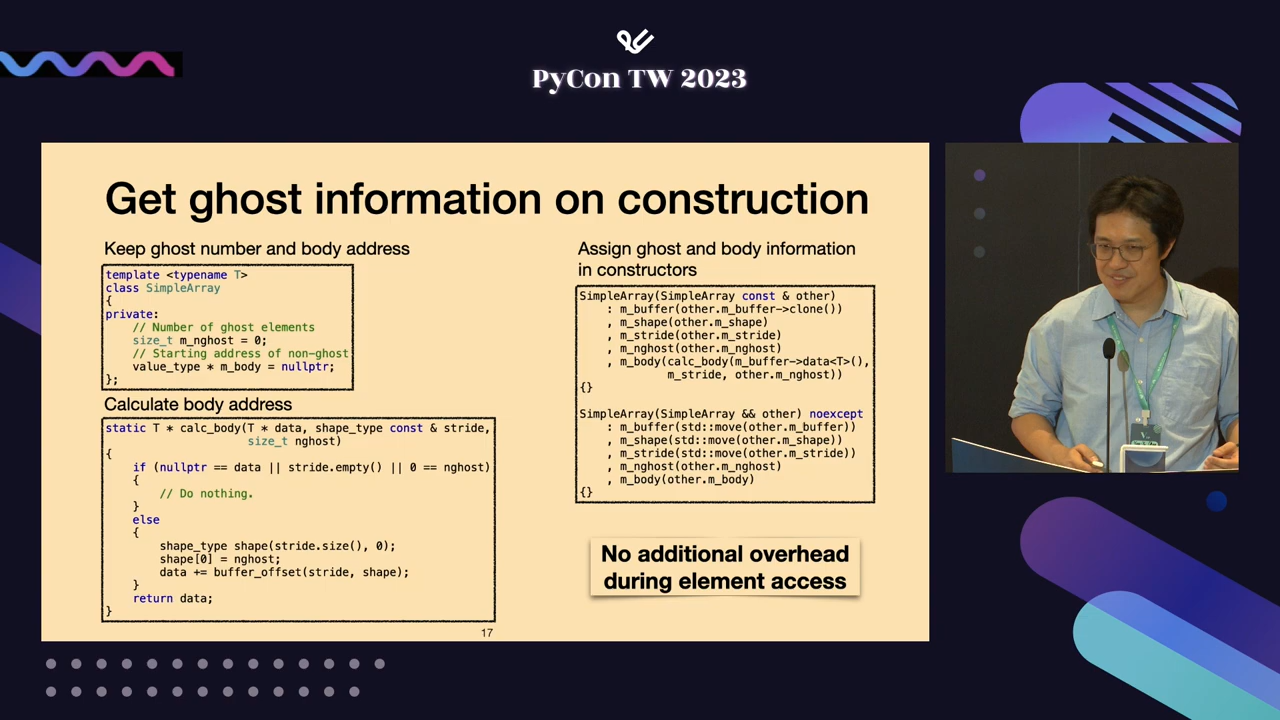 PyCon TW 2023
Get ghost information on construction
Keep ghost number and body address
template <typename T>
class SimpleArray
{
private:
// Number of ghost elements
size_t m_nghost = 0;
// Starting address of non-ghost
value_type * m_body = nullptr;
};
Calculate body address
static T * calc_body(T * data, shape_type const & stride,
size_t nghost)
{
if (nullptr == data || stride.empty() || 0 == nghost)
{
// Do nothing.
}
else
{
shape_type shape(stride.size(), 0);
shape[0] = nghost;
data += buffer_offset(stride, shape);
}
return data;
}
Assign ghost and body information
in constructors
SimpleArray(SimpleArray const & other)
: m_buffer(other.m_buffer->clone())
, m_shape(other.m_shape)
, m_stride(other.m_stride)
, m_nghost(other.m_nghost)
, m_body(calc_body(m_buffer->data<T>(),
m_stride, other.m_nghost))
{}
SimpleArray(SimpleArray && other) noexcept
: m_buffer(std::move(other.m_buffer))
, m_shape(std::move(other.m_shape))
, m_stride(std::move(other.m_stride))
, m_nghost(other.m_nghost)
, m_body(other.m_body)
{}
No additional overhead
during element access
17